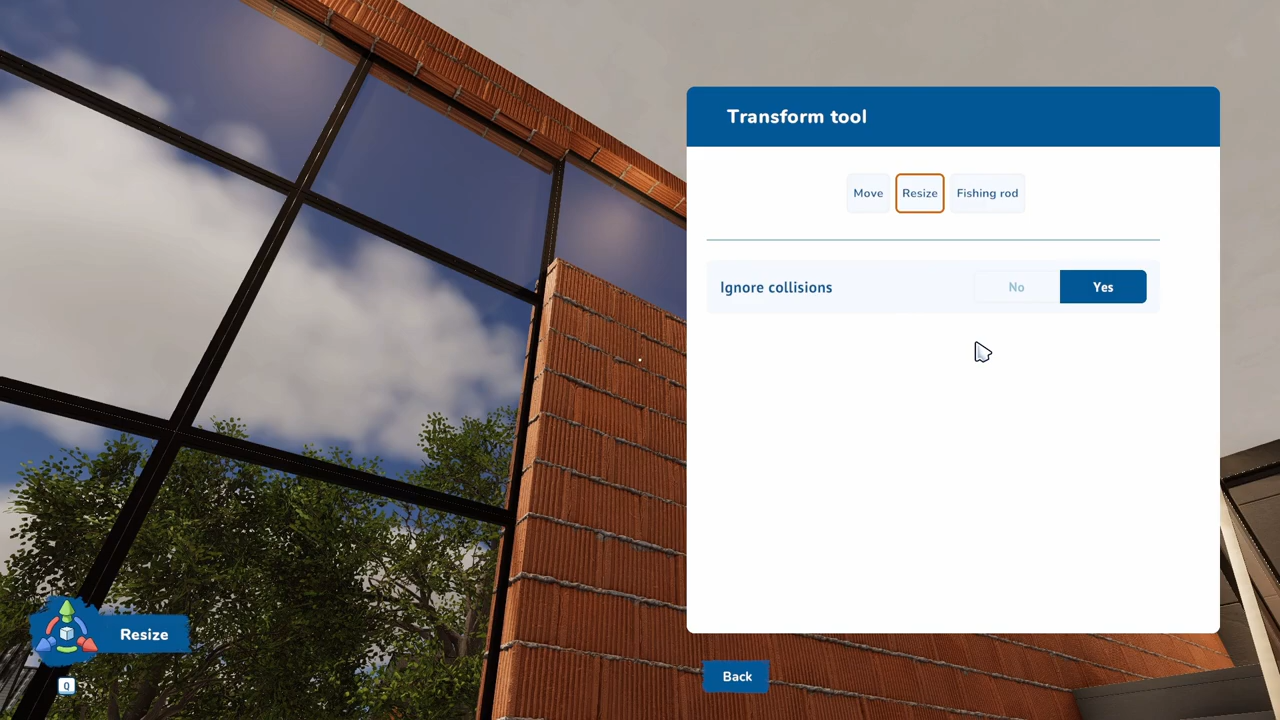 Transform tool
Move
Resize
Fishing rod
Ignore collisions
No
Yes
Resize
Q
Back